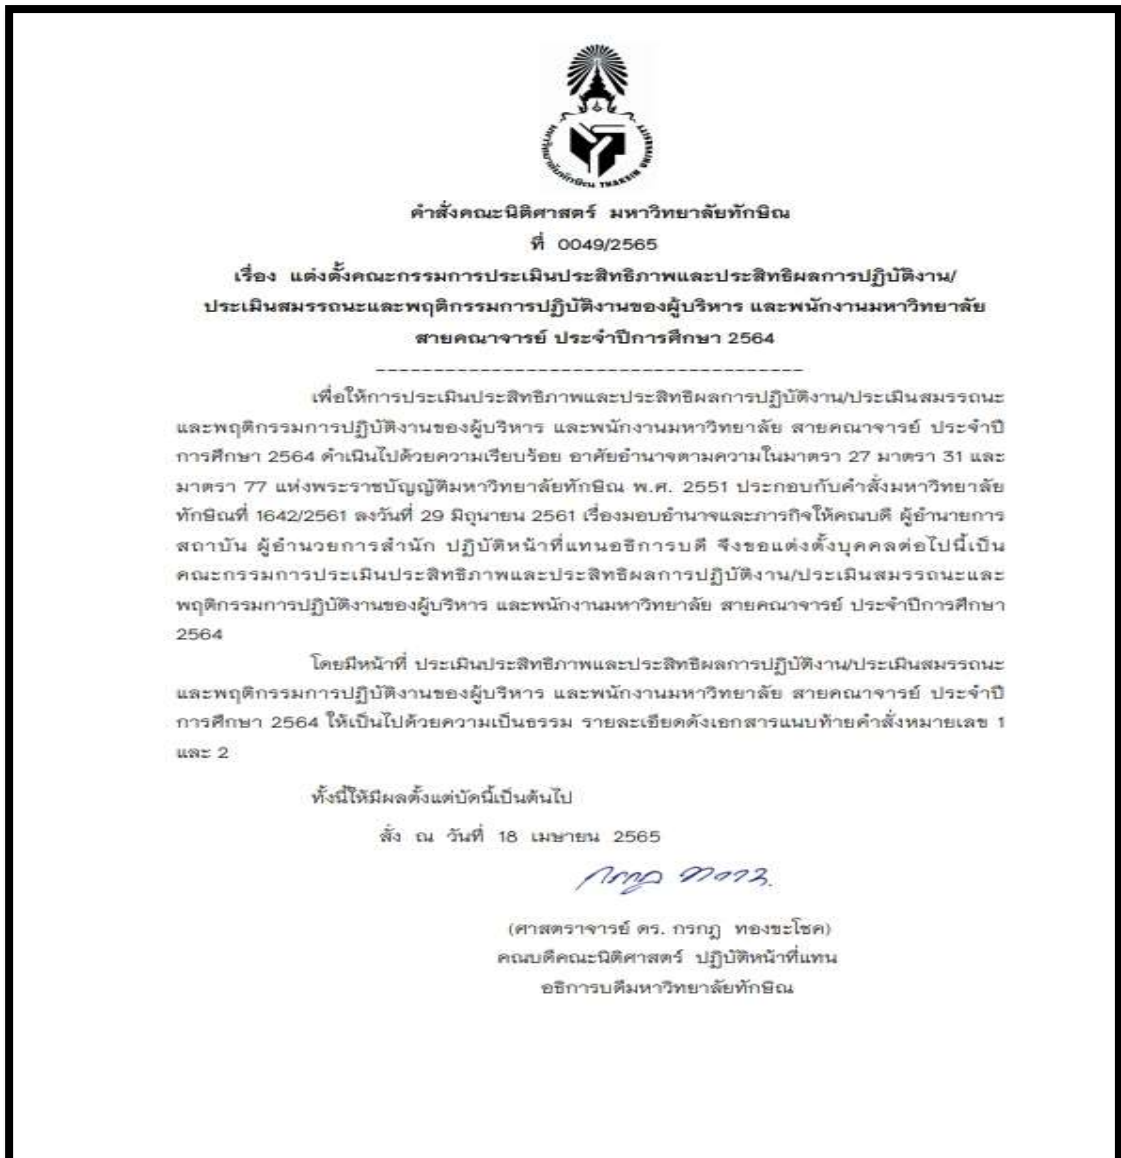 มหาวิทยาลัยทักษิณ THAKSIN UNIVERSITY
คำสั่งคณะนิติศาสตร์ มหาวิทยาลัยทักษิณ
ที่ 0049/2565
เรื่อง แต่งตั้งคณะกรรมการประเมินประสิทธิภาพและประสิทธิผลการปฏิบัติงาน/
ประเมินสมรรถนะและพฤติกรรมการปฏิบัติงานของผู้บริหาร และพนักงานมหาวิทยาลัย
สายคณาจารย์ ประจำปีการศึกษา 2564
-------------------------------------
เพื่อให้การประเมินประสิทธิภาพและประสิทธิผลการปฏิบัติงาน/ประเมินสมรรถนะ
และพฤติกรรมการปฏิบัติงานของผู้บริหาร และพนักงานมหาวิทยาลัย สายคณาจารย์ ประจำปี
การศึกษา 2564 ดำเนินไปด้วยความเรียบร้อย อาศัยอำนาจตามความในมาตรา 27 มาตรา 31 และ
มาตรา 77 แห่งพระราชบัญญัติมหาวิทยาลัยทักษิณ พ.ศ. 2551 ประกอบกับคำสั่งมหาวิทยาลัย
ทักษิณที่ 1642/2561 ลงวันที่ 29 มิถุนายน 2561 เรื่องมอบอำนาจและภารกิจให้คณบดี ผู้อำนายการ
สถาบัน ผู้อำนวยการสำนัก ปฏิบัติหน้าที่แทนอธิการบดี จึงขอแต่งตั้งบุคคลต่อไปนี้เป็น
คณะกรรมการประเมินประสิทธิภาพและประสิทธิผลการปฏิบัติงาน/ประเมินสมรรถนะและ
พฤติกรรมการปฏิบัติงานของผู้บริหาร และพนักงานมหาวิทยาลัย สายคณาจารย์ ประจำปีการศึกษา
2564
โดยมีหน้าที่ ประเมินประสิทธิภาพและประสิทธิผลการปฏิบัติงาน/ประเมินสมรรถนะ
และพฤติกรรมการปฏิบัติงานของผู้บริหาร และพนักงานมหาวิทยาลัย สายคณาจารย์ ประจำปี
การศึกษา 2564 ให้เป็นไปด้วยความเป็นธรรม รายละเอียดดังเอกสารแนบท้ายคำสั่งหมายเลข 1
และ 2
ทั้งนี้ให้มีผลตั้งแต่บัดนี้เป็นต้นไป
สั่ง ณ วันที่ 18 เมษายน 2565
(ศาสตราจารย์ ดร. กรกฎ ทองขะโชค)
คณบดีคณะนิติศาสตร์ ปฏิบัติหน้าที่แทน
อธิการบดีมหาวิทยาลัยทักษิณ